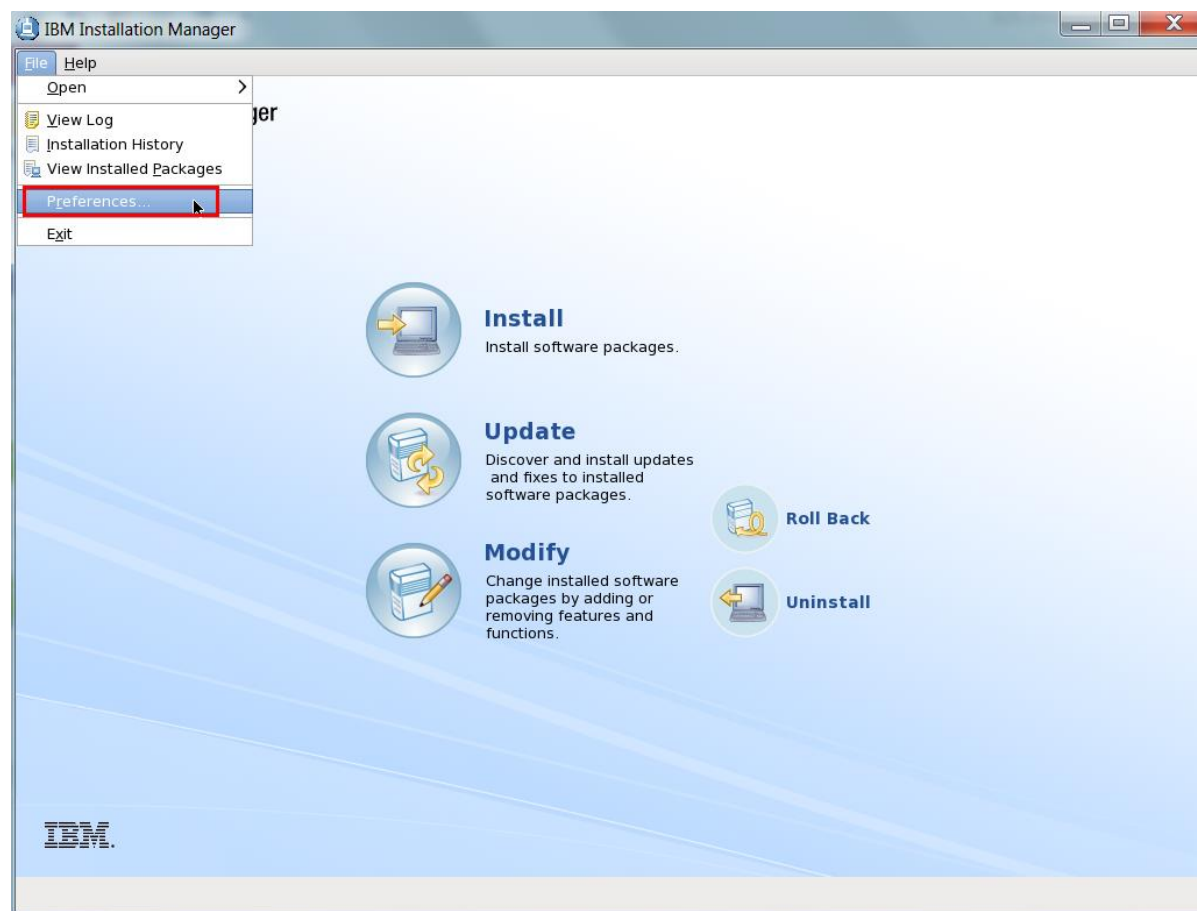 IBM Installation Manager
File Help
Open
ger
View Log
Installation History
View Installed Packages
Preferences...
Exit
Install
Install software packages.
Update
Discover and install updates
and fixes to installed
software packages.
Roll Back
Modify
Change installed software
packages by adding or
removing features and
functions.
Uninstall
IBM.